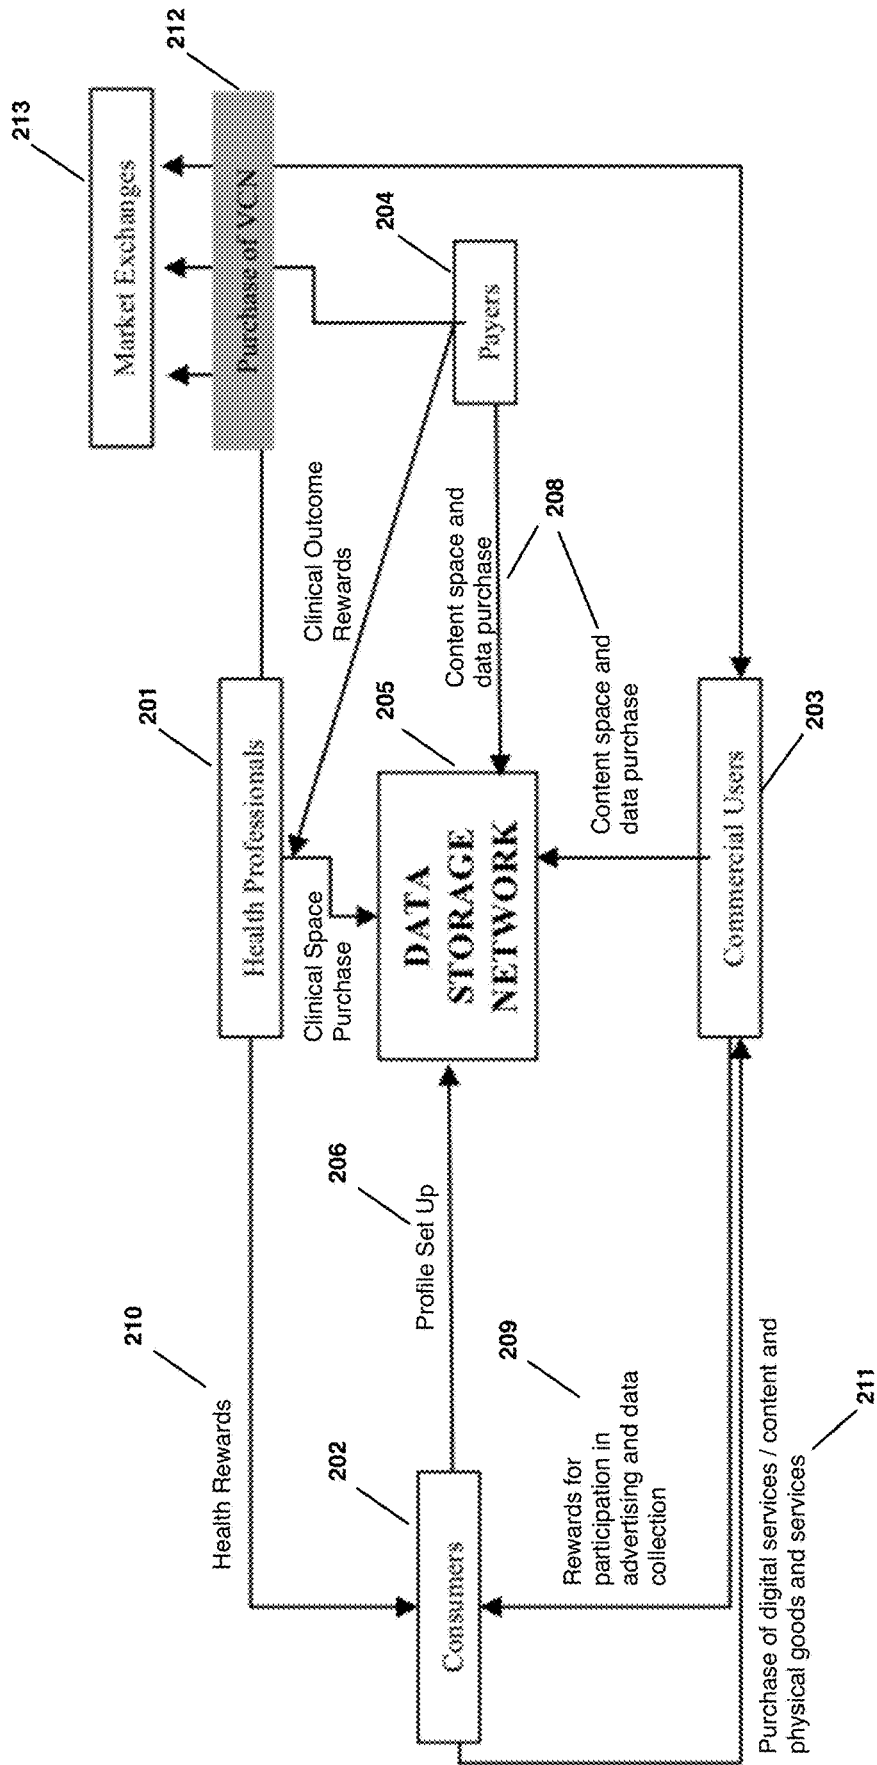 213
Market Exchanges
212
Purchase of VCN
204
Payers
Clinical Outcome
Rewards
Content space and
data purchase
208
201
Health Professionals
Clinical Space
Purchase
205
DATA
STORAGE
NETWORK
Content space and
data purchase
203
Commercial Users
210
Health Rewards
206
Profile Set Up
202
Consumers
209
Rewards for
participation in
advertising and data
collection
Purchase of digital services / content and
physical goods and services
211